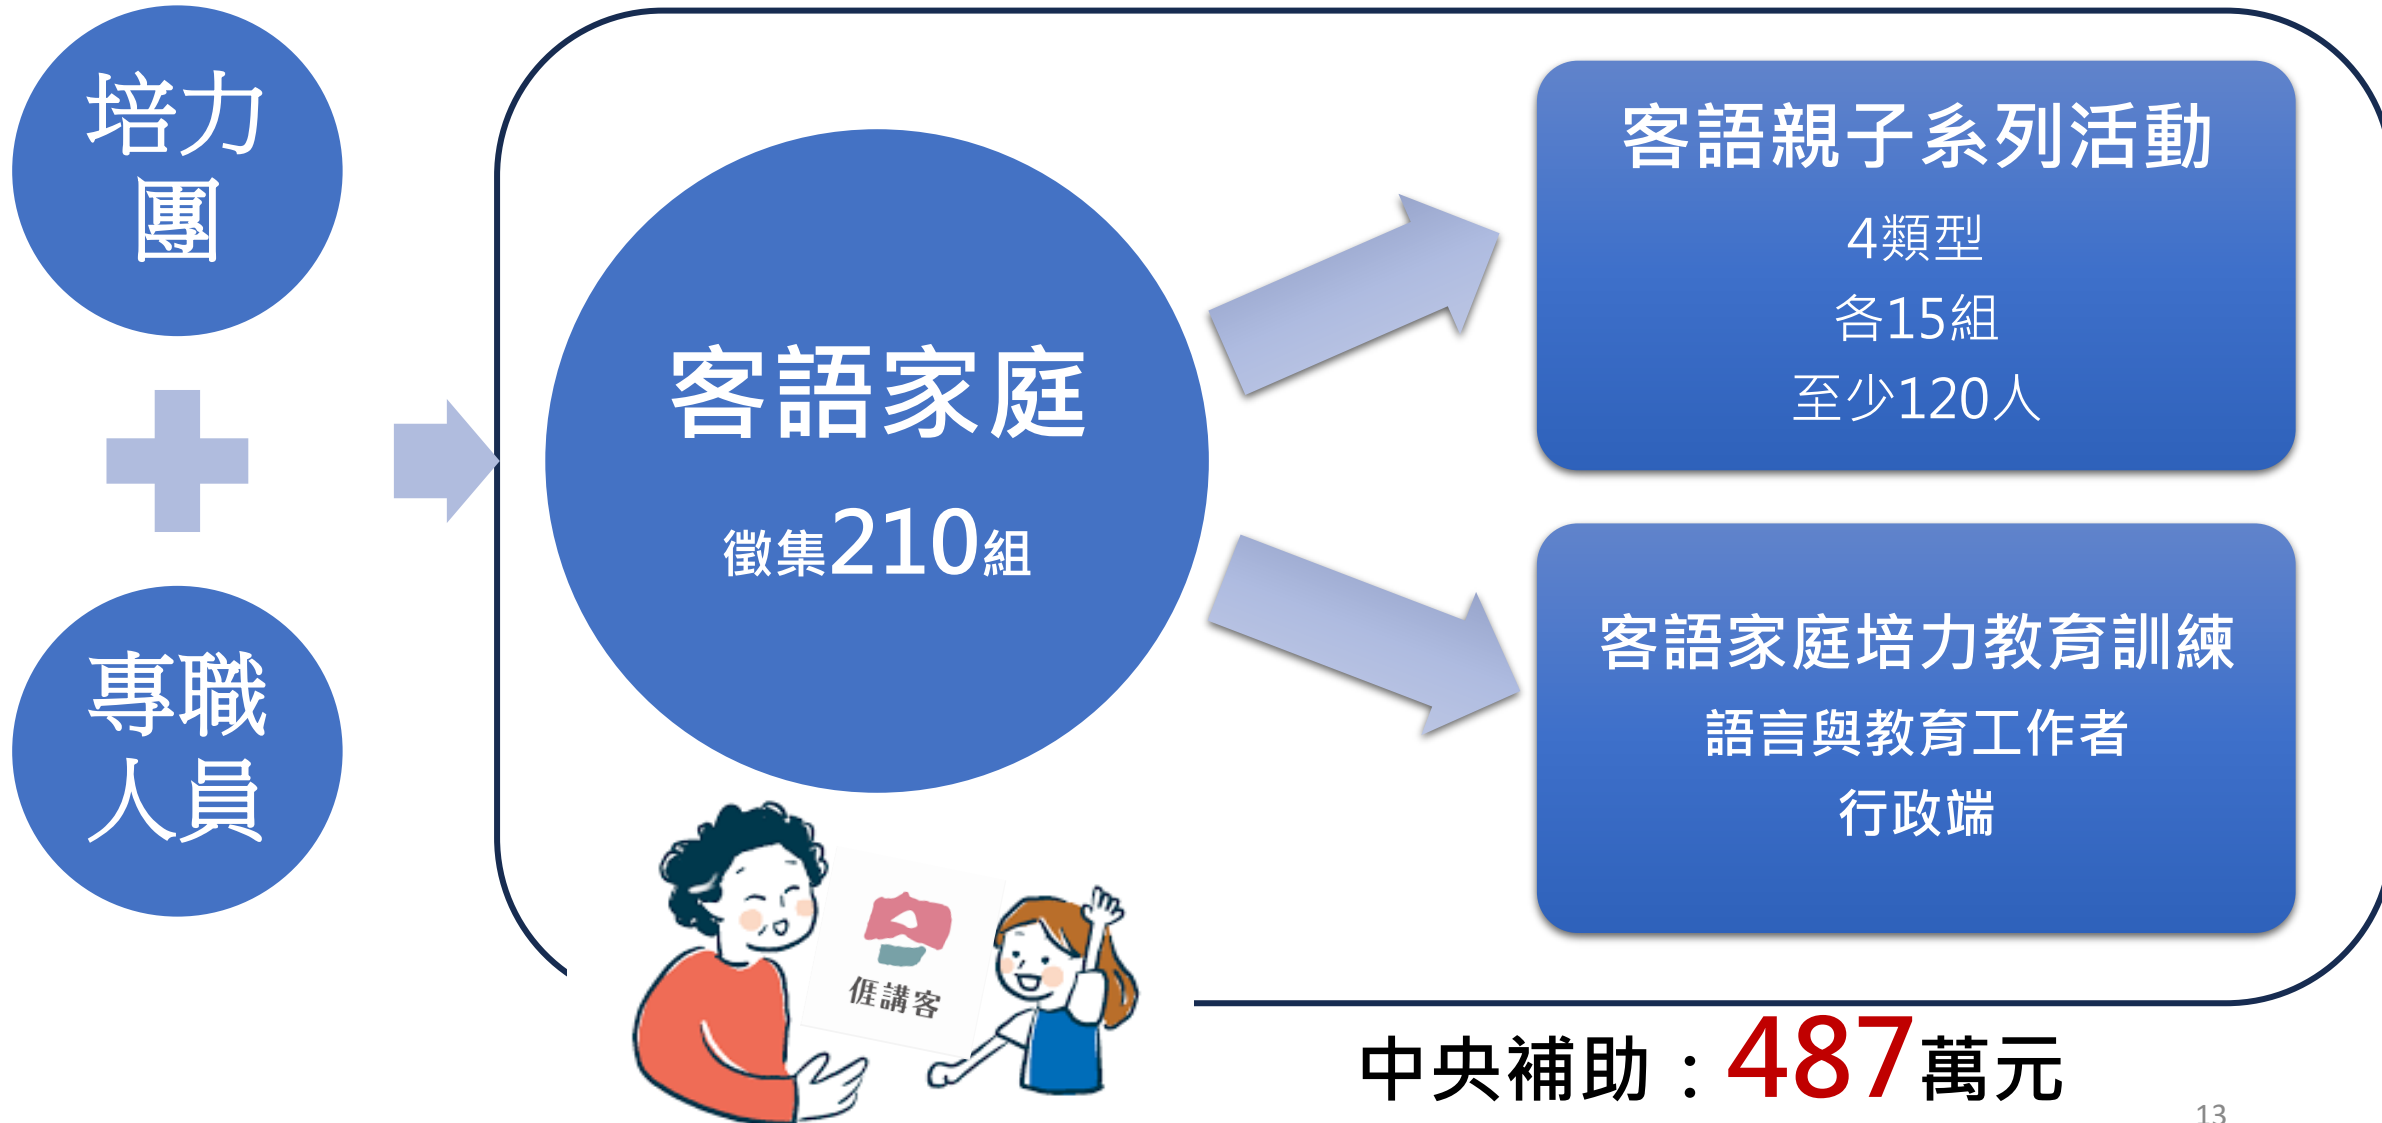 培力
團
專職
人員
客語家庭
徵集210組
客語親子系列活動
4類型
各15組
至少120人
客語家庭培力教育訓練
語言與教育工作者
行政端
𠊎講客
中央補助：487萬元
13